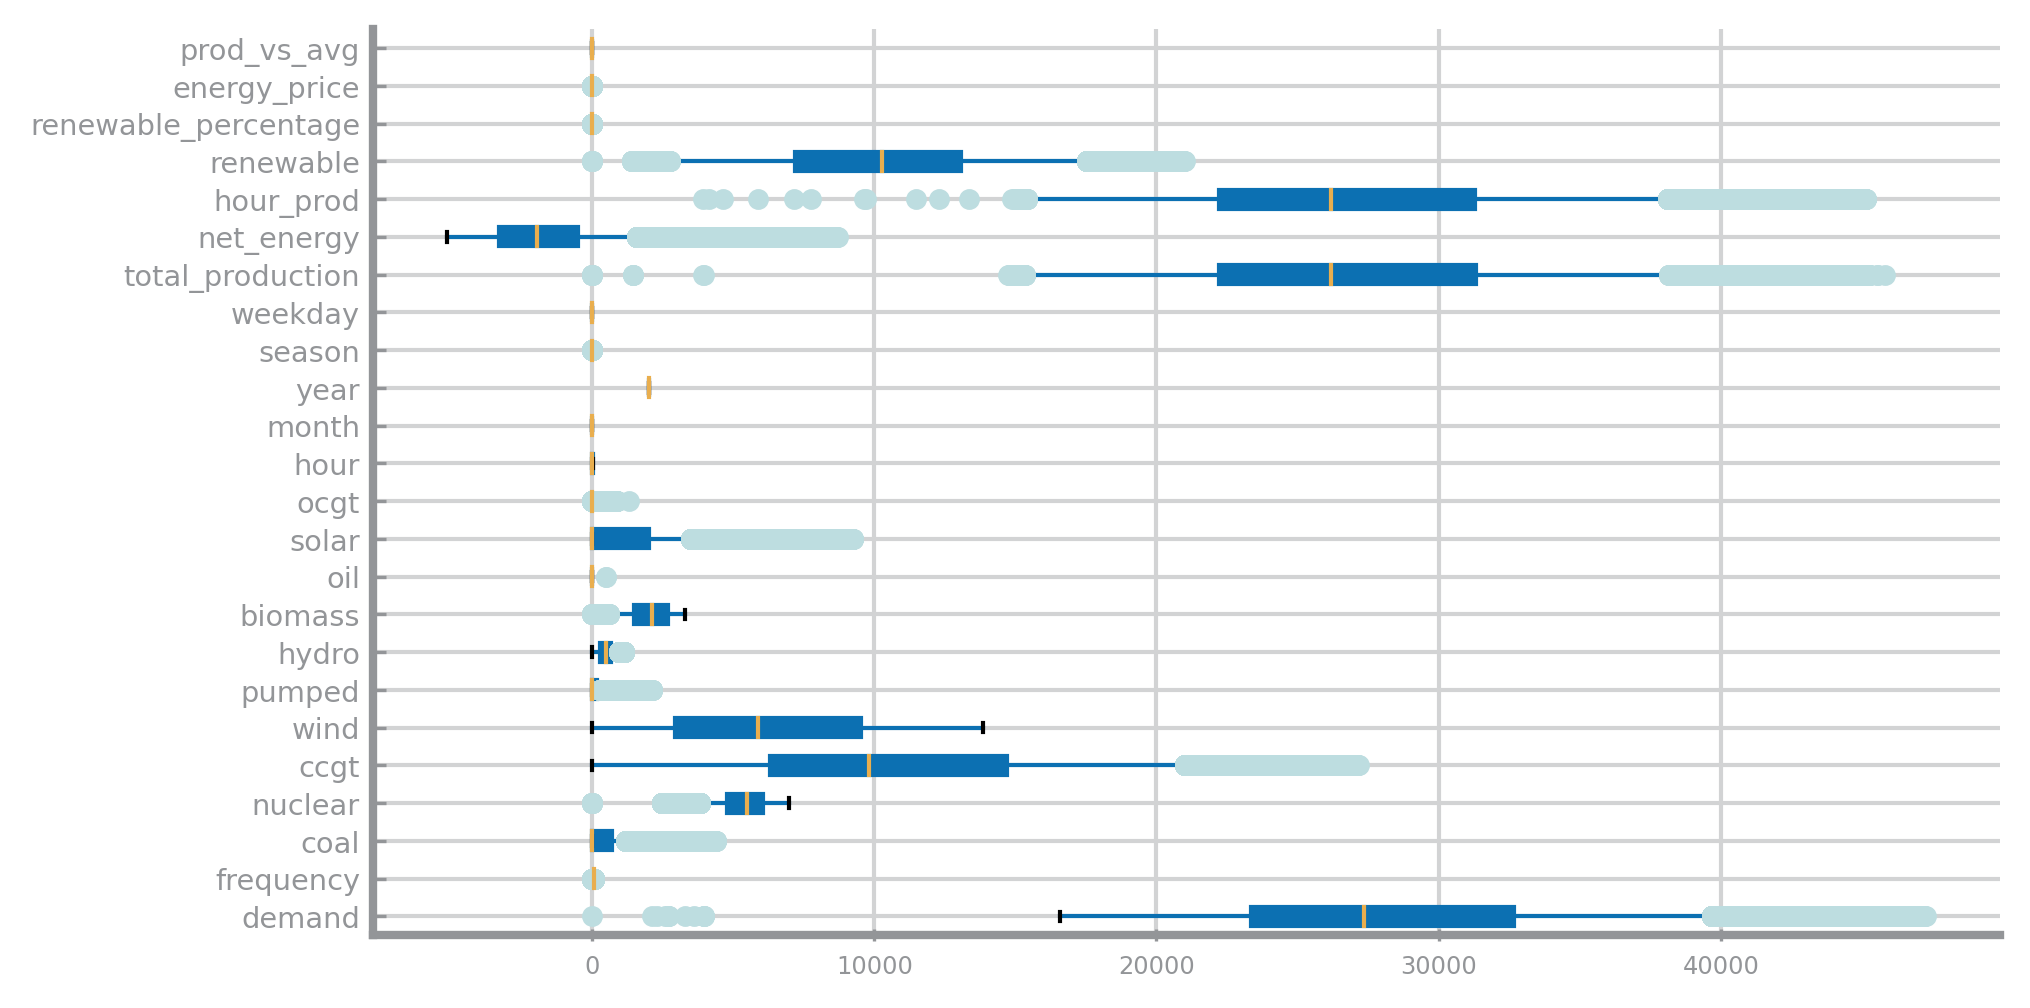 prod_vs_avg
energy_price
renewable_percentage
renewable
hour_prod
net_energy
total_production
weekday
season
year
month
hour
ocgt
solar
oil
biomass
hydro
pumped
wind
ccgt
nuclear
coal
frequency
demand
0 10000 20000 30000 40000